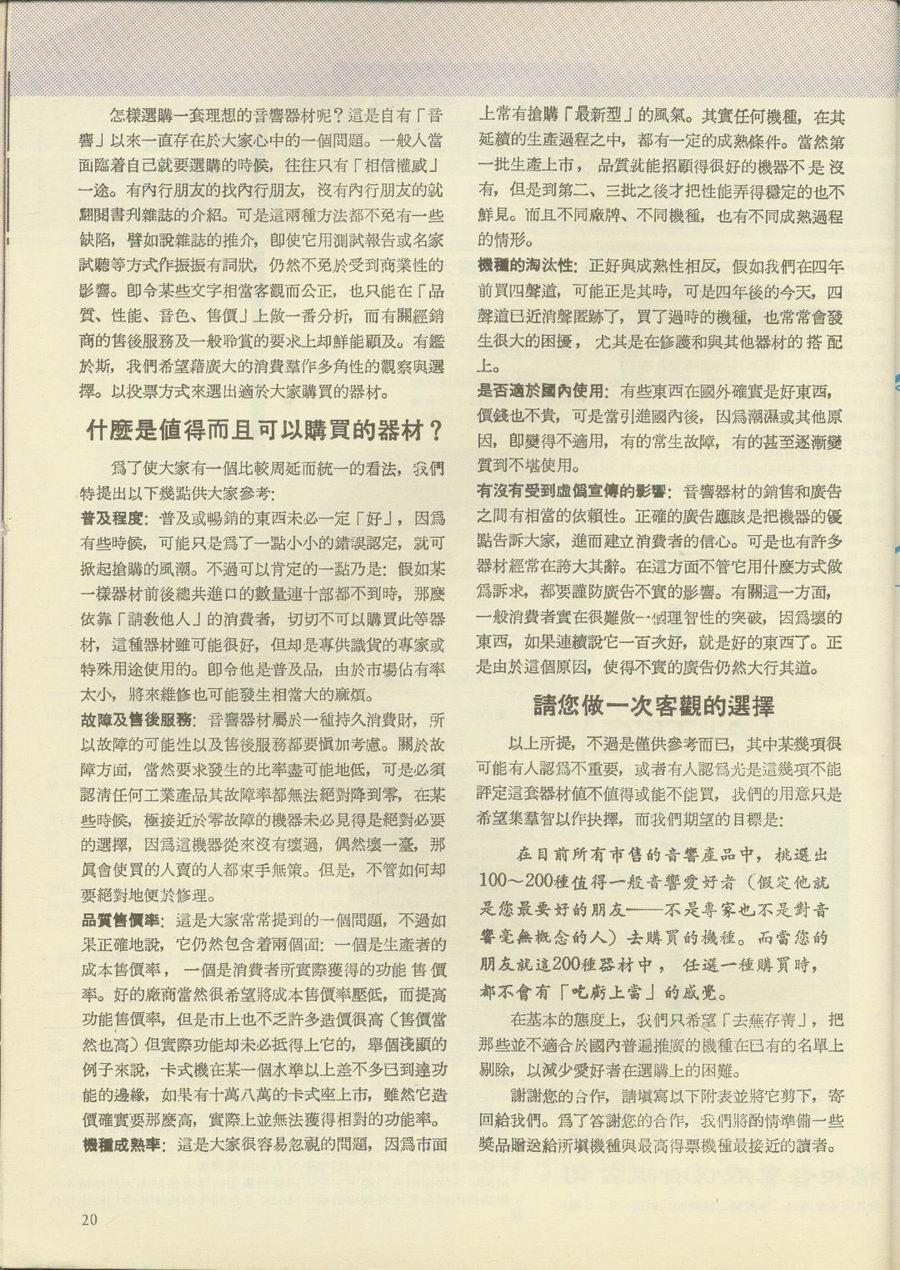 怎樣選購一套理想的音響器材呢？這是自有「音
響」以來一直存在於大家心中的一個問題。一般人當
面臨着自己就要選購的時候，往往只有「相信權威」
一途。有內行朋友的找內行朋友，沒有內行朋友的就
翻閱書刋雜誌的介紹。可是這兩種方法都不免有一些
缺陷，譬如說雜誌的推介，卽使它用測試報告或名家
試聽等方式作振振有詞狀，仍然不免於受到商業性的
影響。卽令某些文字相當客觀而公正，也只能在「品
質、性能、音色、售價」上做一番分析，而有關經銷
商的售後服務及一般聆賞的要求上却鮮能顧及。有鑑
於斯，我們希望藉廣大的消費羣作多角性的觀察與選
擇。以投票方式來選出適於大家購買的器材。
什麼是値得而且可以購買的器材？
爲了使大家有一個比較周延而統一的看法，我們
特提出以下幾點供大家參考：
普及程度：普及或暢銷的東西未必一定「好」，因爲
有些時候，可能只是爲了一點小小的錯誤認定，就可
掀起搶購的風潮。不過可以肯定的一點乃是：假如某
一樣器材前後總共進口的數量連十部都不到時，那麼
依靠「請敎他人」的消費者，切切不可以購買此等器
材，這種器材雖可能很好，但却是專供識貨的專家或
特殊用途使用的。卽令他是普及品，由於市場佔有率
太小，將來維修也可能發生相當大的麻煩。
故障及售後服務：音響器材屬於一種持久消費財，所
以故障的可能性以及售後服務都要愼加考慮。關於故
障方面，當然要求發生的比率盡可能地低，可是必須
認淸任何工業產品其故障率都無法絕對降到零，在某
些時候，極接近於零故障的機器未必見得是絕對必要
的選擇，因爲這機器從來沒有壞過，偶然壞一毫，那
眞會使買的人賣的人都束手無策。但是，不管如何却
要絕對地便於修理。
品質售價率：這是大家常常提到的一個問題，不過如
果正確地說，它仍然包含着兩個面：一個是生產者的
成本售價率，一個是消費者所實際獲得的功能售價
率。好的廠商當然很希望將成本售價率壓低，而提高
功能售價率，但是市上也不乏許多造價很高（售價當
然也高）但實際功能却未必抵得上它的，舉個淺顯的
例子來說，卡式機在某一個水準以上差不多已到達功
能的邊緣，如果有十萬八萬的卡式座上市，雖然它造
價確實要那麼高，實際上並無法獲得相對的功能率。
機種成熟率：這是大家很容易忽視的問題，因爲市面
上常有搶購「最新型」的風氣。其實任何機種，在其
延續的生產過程之中，都有一定的成熟條件。當然第
一批生產上市，品質就能招顧得很好的機器不是沒
有，但是到第二、三批之後才把性能弄得穩定的也不
鮮見。而且不同廠牌、不同機種，也有不同成熟過程
的情形。
機種的淘汰性：正好與成熟性相反，假如我們在四年
前買四聲道，可能正是其時，可是四年後的今天，四
聲道已近消聲匿跡了，買了過時的機種，也常常會發
生很大的困擾，尤其是在修護和與其他器材的搭配
上。
是否適於國內使用：有些東西在國外確實是好東西，
價錢也不貴，可是當引進國內後，因爲潮濕或其他原
因，卽變得不適用，有的常生故障，有的甚至逐漸變
質到不堪使用。
有沒有受到虛僞宣傳的影響：音響器材的銷售和廣告
之間有相當的依賴性。正確的廣告應該是把機器的優
點告訴大家，進而建立消費者的信心。可是也有許多
器材經常在誇大其辭。在這方面不管它用什麼方式做
爲訴求，都要謹防廣告不實的影響。有關這一方面，
一般消費者實在很難做一個理智性的突破，因爲壞的
東西，如果連續說它一百次好，就是好的東西了。正
是由於這個原因，使得不實的廣告仍然大行其道。
請您做一次客觀的選擇
以上所提，不過是僅供參考而已，其中某幾項很
可能有人認爲不重要，或者有人認爲光是這幾項不能
評定這套器材値不値得或能不能買，我們的用意只是
希望集羣智以作抉擇，而我們期望的目標是：
在目前所有市售的音響產品中，挑選出
100～200種值得一般音響愛好者（假定他就
是您最要好的朋友——不是專家也不是對音
響毫無概念的人）去購買的機種。而當您的
朋友就這200種器材中，任選一種購買時，
都不會有「吃虧上當」的感覺。
在基本的態度上，我們只希望「去蕪存菁」，把
那些並不適合於國內普遍推廣的機種在已有的名單上
剔除，以減少愛好者在選購上的困難。
謝謝您的合作，請塡寫以下附表並將它剪下，寄
回給我們。爲了答謝您的合作，我們將酌情準備一些
獎品贈送給所塡機種與最高得票機種最接近的讀者。
20